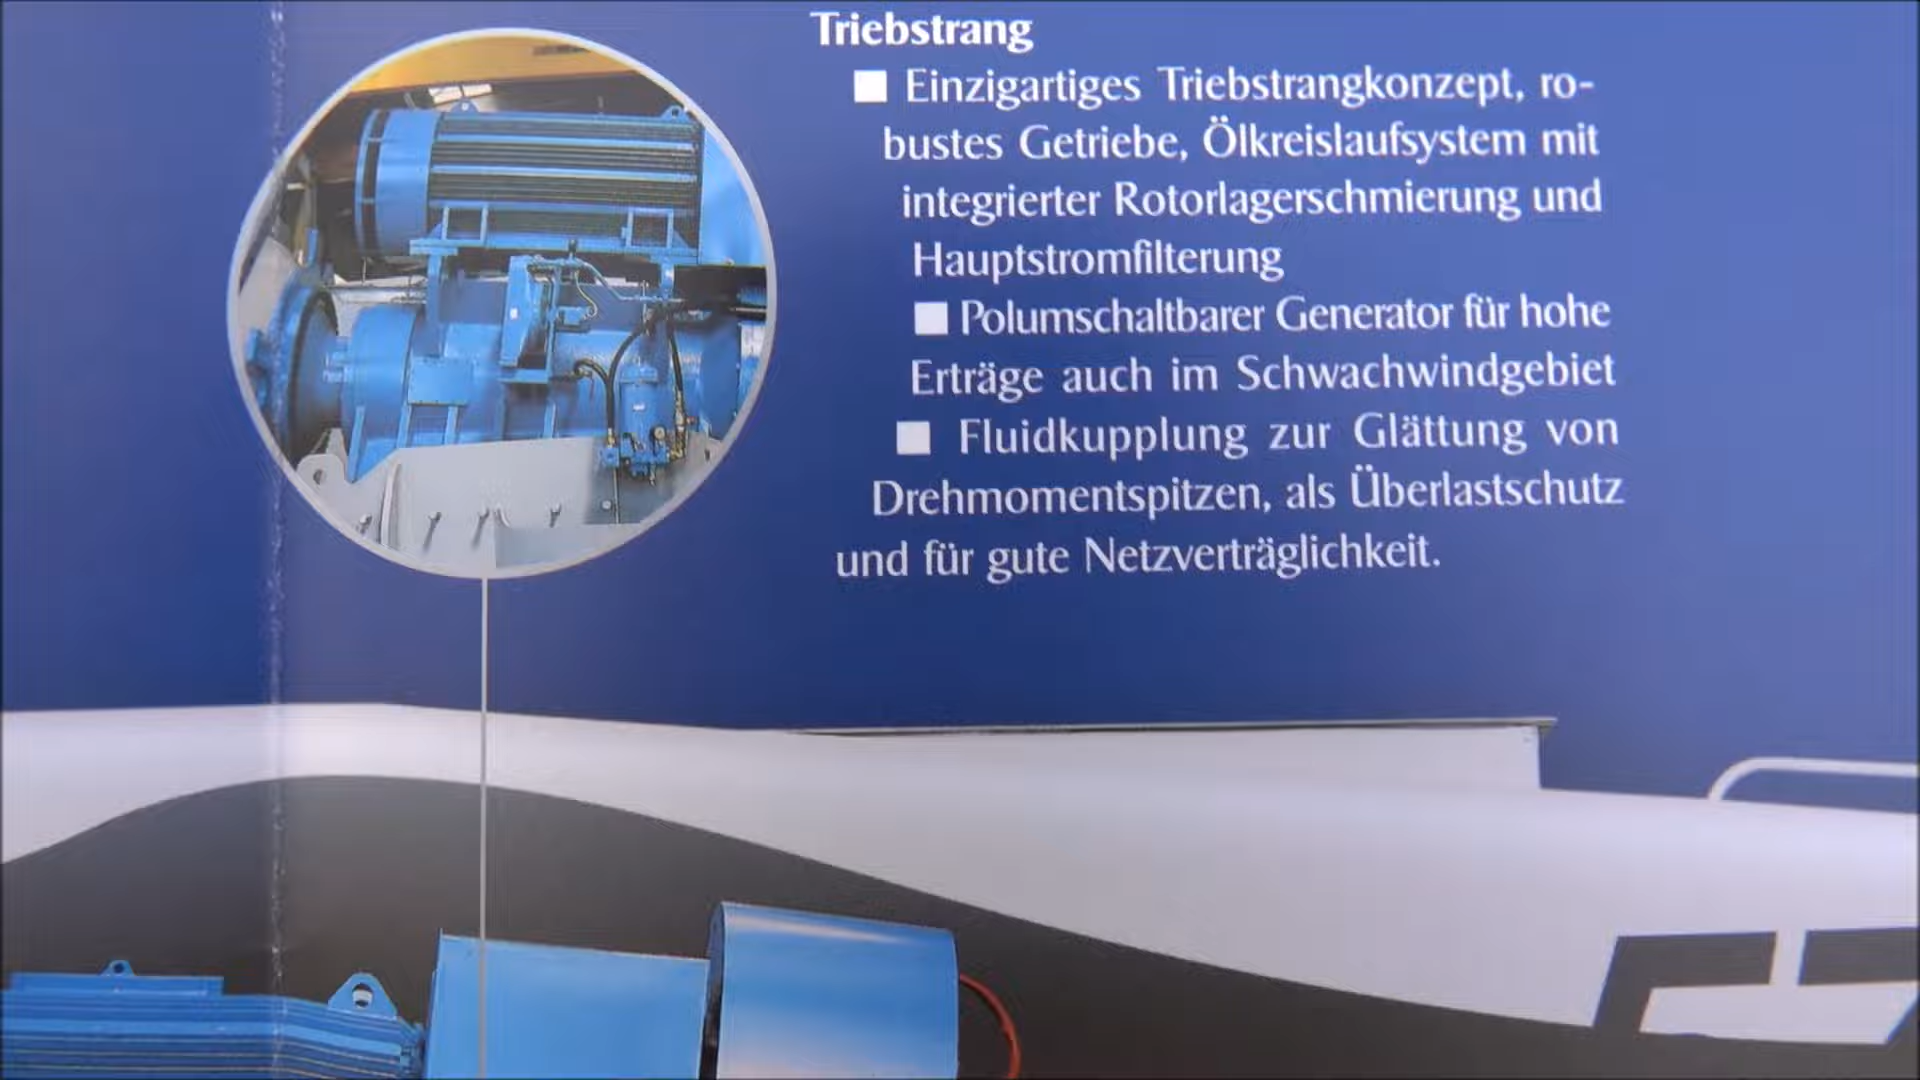 Triebstrang
■ Einzigartiges Triebstrangkonzept, ro-
bustes Getriebe, Ölkreislaufsystem mit
integrierter Rotorlagerschmierung und
Hauptstromfilterung
■ Polumschaltbarer Generator für hohe
Erträge auch im Schwachwindgebiet
■ Fluidkupplung zur Glättung von
Drehmomentspitzen, als Überlastschutz
und für gute Netzverträglichkeit.